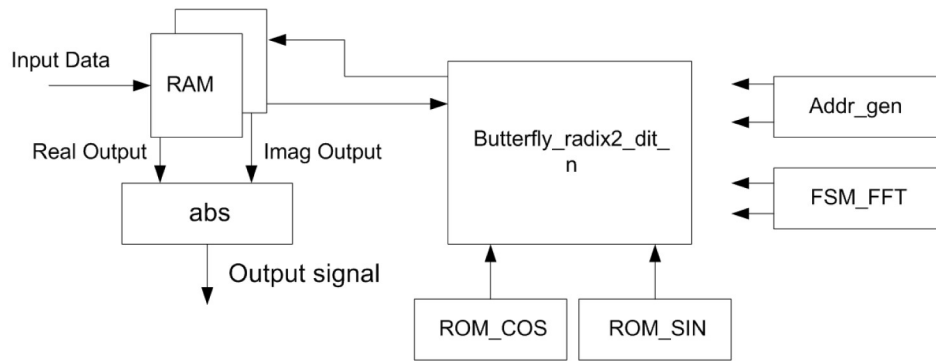 Input Data
RAM
Real Output
Imag Output
abs
Output signal
Butterfly_radix2_dit_
n
ROM_COS
ROM_SIN
Addr_gen
FSM_FFT